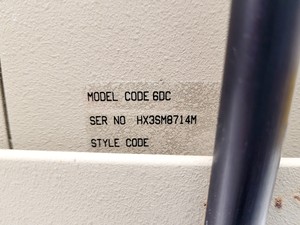 MODEL CODE 6DC
SER NO HX3SM8714M
STYLE CODE